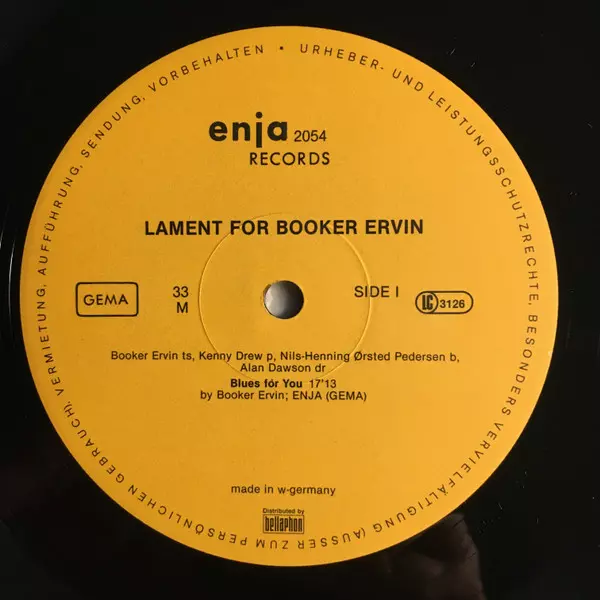 URHEBER- UND LEISTUNGSSCHUTZRECHTE, BESONDERS VERVIELFÄLTIGUNG (AUSSER ZUM PERSÖNLICHEN GEBRAUCH), VERMIETUNG, AUFFÜHRUNG, SENDUNG, VORBEHALTEN •
enja 2054
RECORDS
LAMENT FOR BOOKER ERVIN
GEMA
33
M
SIDE I
LC 3126
Booker Ervin ts, Kenny Drew p, Nils-Henning Ørsted Pedersen b,
Alan Dawson dr
Blues fór You 17'13
by Booker Ervin; ENJA (GEMA)
made in w-germany
Distributed by
bellaphon